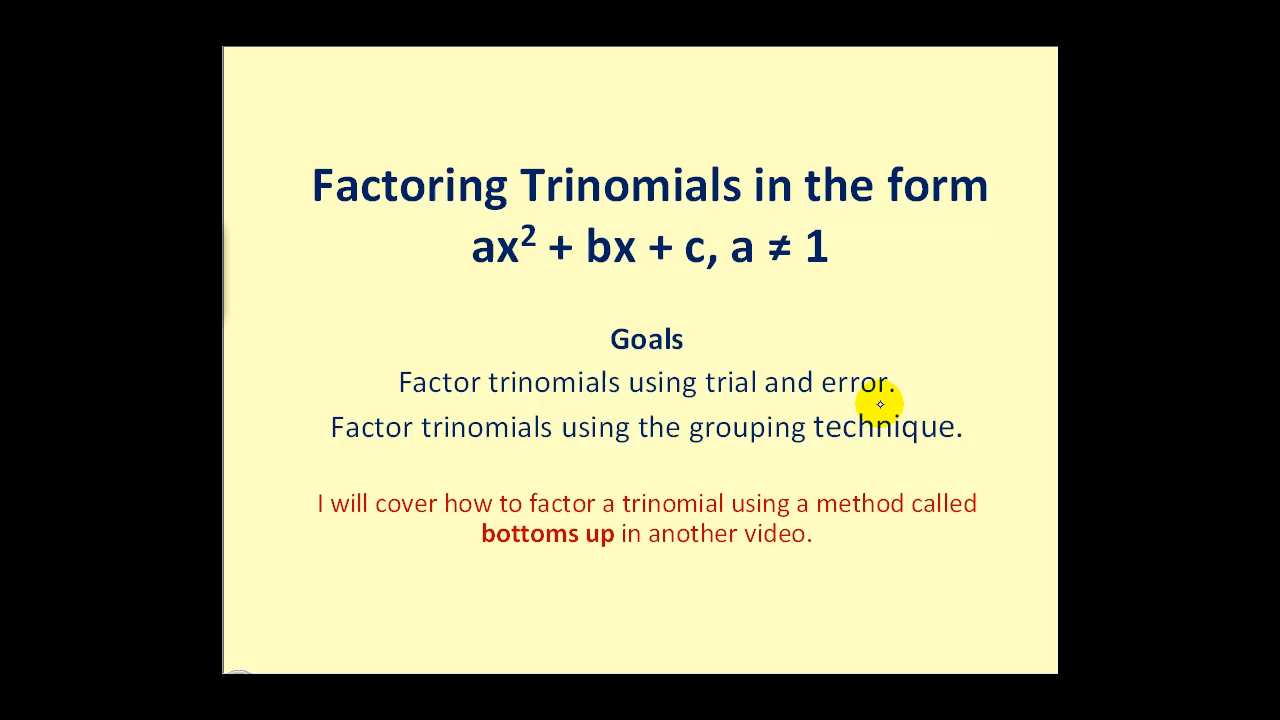 Factoring Trinomials in the form
ax² + bx + c, a ≠ 1
Goals
Factor trinomials using trial and error.
Factor trinomials using the grouping technique.
I will cover how to factor a trinomial using a method called
bottoms up in another video.